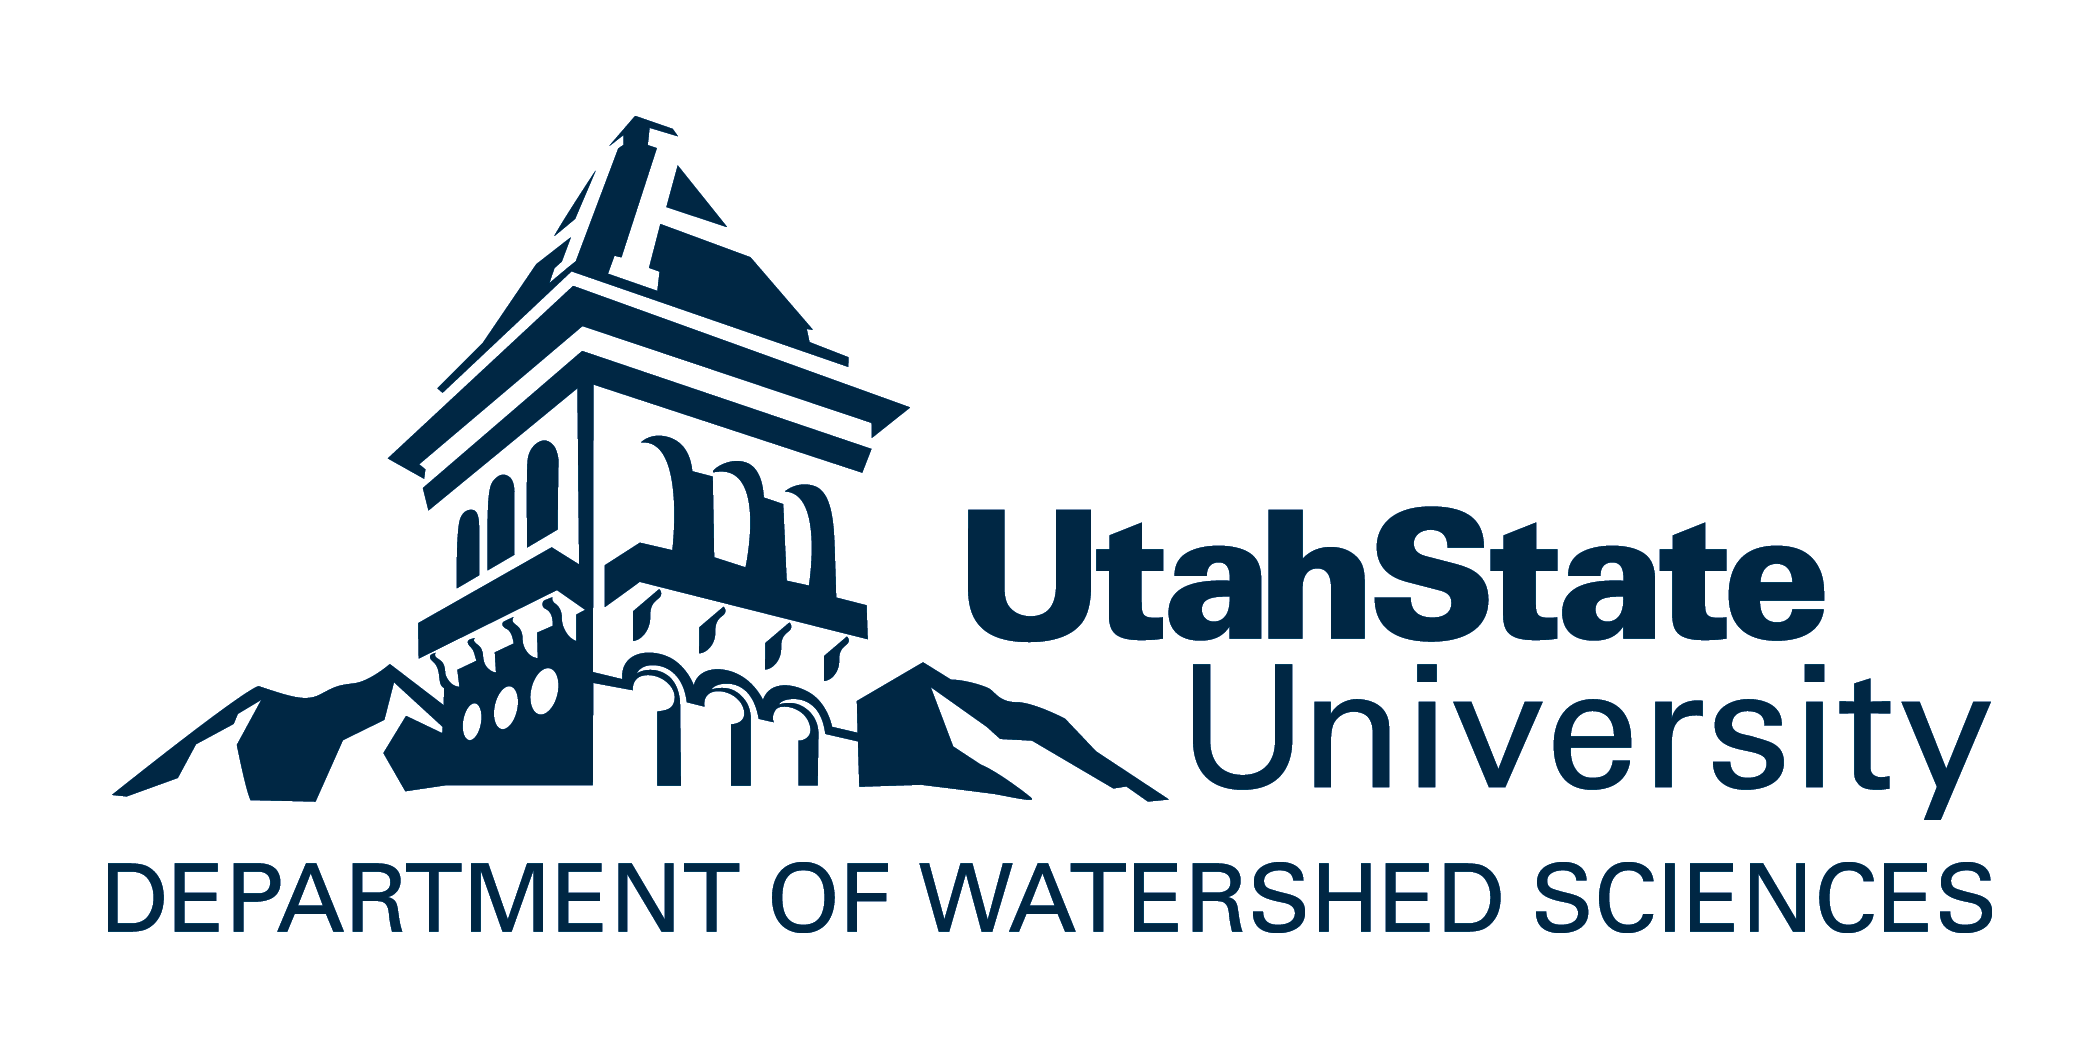 UtahState
University
DEPARTMENT OF WATERSHED SCIENCES